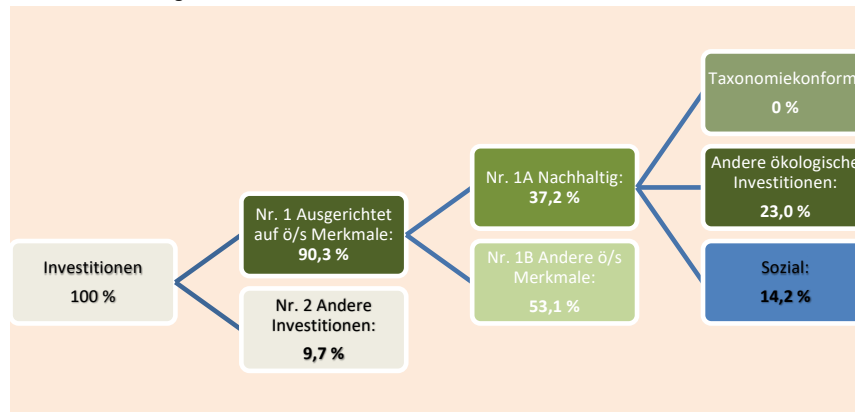 Investitionen
100 %
Nr. 1 Ausgerichtet
auf ö/s Merkmale:
90,3 %
Nr. 2 Andere
Investitionen:
9,7 %
Nr. 1A Nachhaltig:
37,2 %
Nr. 1B Andere ö/s
Merkmale:
53,1 %
Taxonomiekonform
0 %
Andere ökologische
Investitionen:
23,0 %
Sozial:
14,2 %